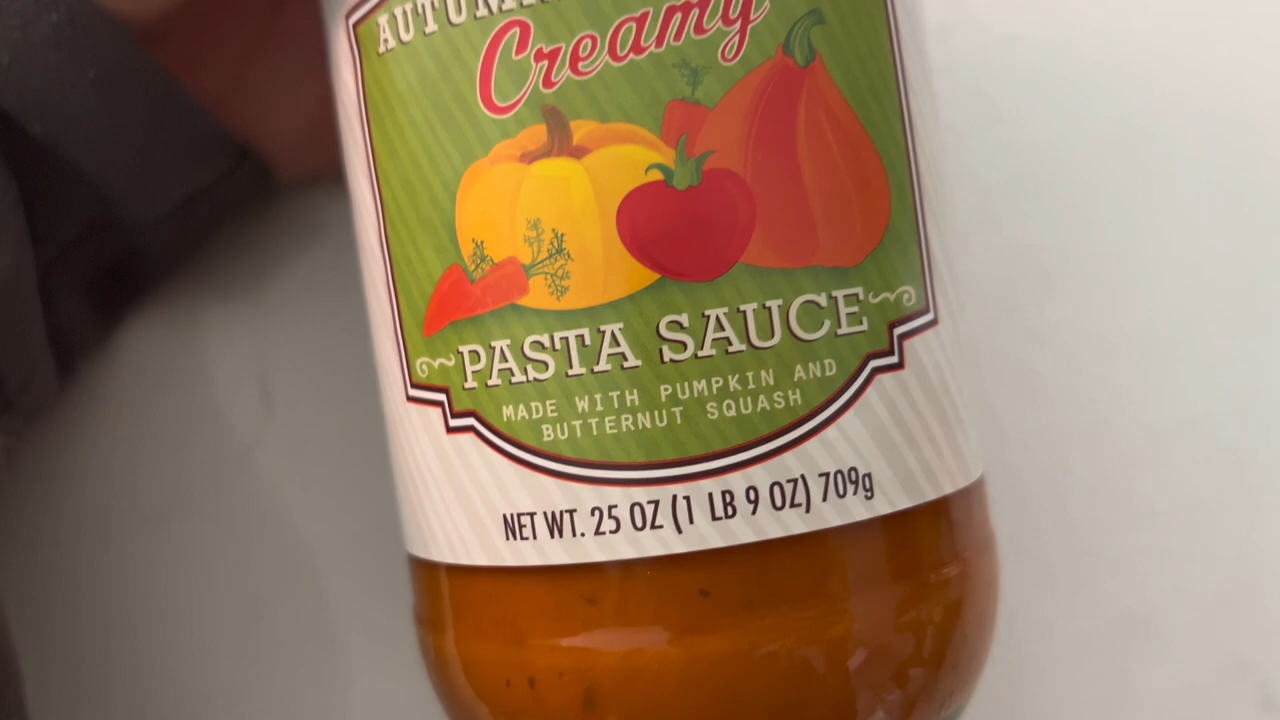 Creamy
PASTA SAUCE
MADE WITH PUMPKIN AND
BUTTERNUT SQUASH
NET WT. 25 OZ (1 LB 9 OZ) 709g